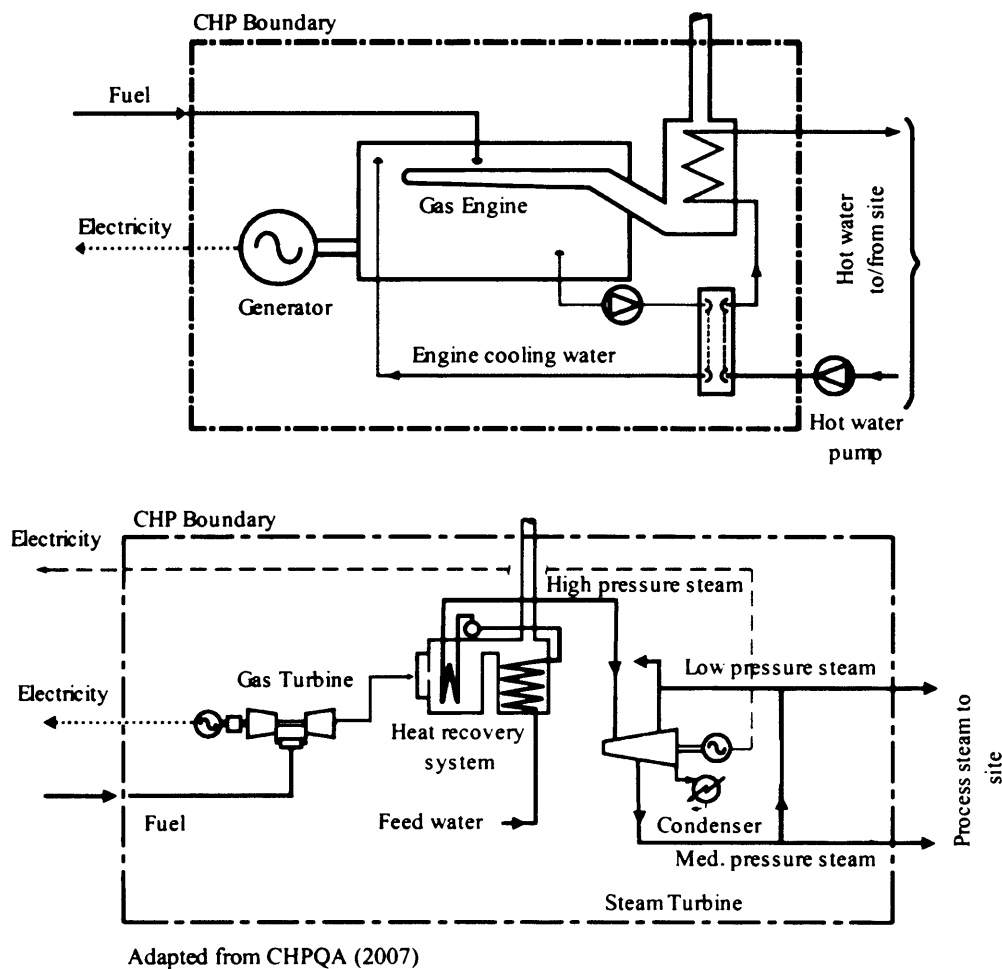 CHP Boundary
Fuel
Gas Engine
Electricity
Generator
Engine cooling water
Hot water
to/from site
Hot water
pump
CHP Boundary
Electricity
High pressure steam
Low pressure steam
Electricity
Gas Turbine
Heat recovery
system
Fuel
Feed water
Condenser
Med. pressure steam
Process steam to
site
Steam Turbine
Adapted from CHPQA (2007)